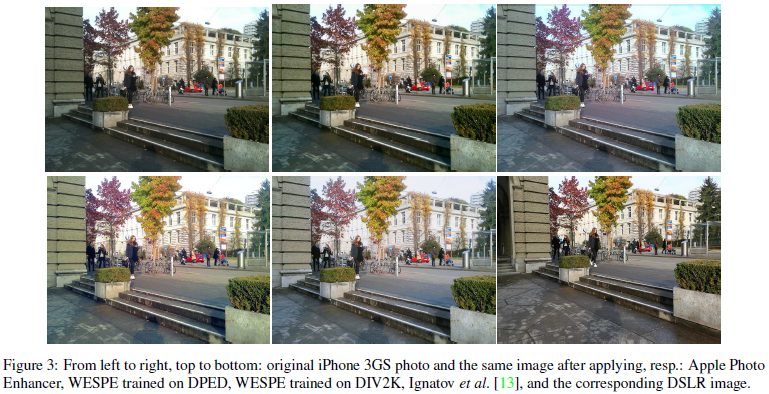 Figure 3: From left to right, top to bottom: original iPhone 3GS photo and the same image after applying, resp.: Apple Photo
Enhancer, WESPE trained on DPED, WESPE trained on DIV2K, Ignatov et al. [13], and the corresponding DSLR image.